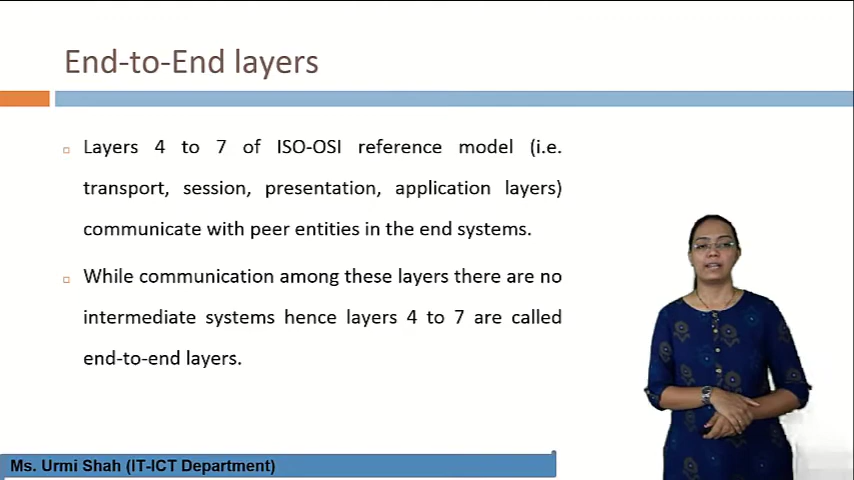 End-to-End layers
Layers 4 to 7 of ISO-OSI reference model (i.e.
transport, session, presentation, application layers)
communicate with peer entities in the end systems.
While communication among these layers there are no
intermediate systems hence layers 4 to 7 are called
end-to-end layers.
Ms. Urmi Shah (IT-ICT Department)